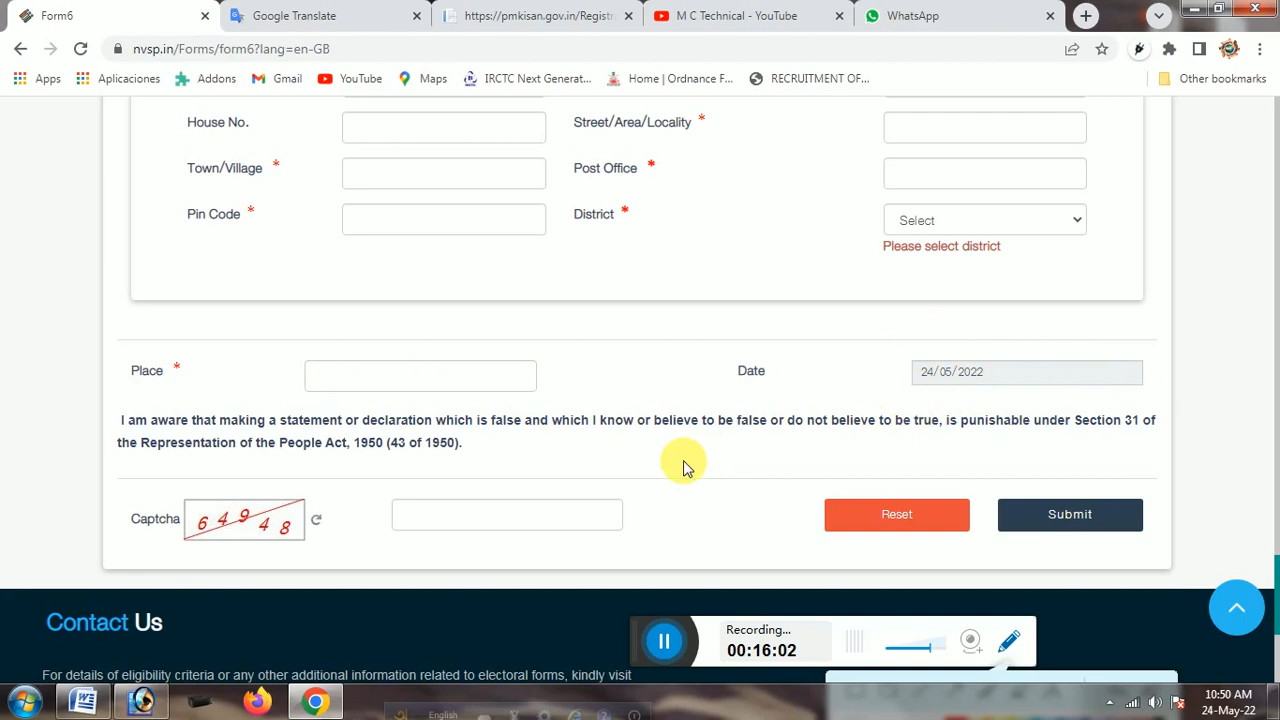 Form6
Google Translate
https://pmkisan.gov.in/Registr
M C Technical - YouTube
WhatsApp
nvsp.in/Forms/form6?lang=en-GB
Apps
Aplicaciones
Addons
Gmail
YouTube
Maps
IRCTC Next Generat...
Home | Ordnance F...
RECRUITMENT OF...
Other bookmarks
House No.
Street/Area/Locality *
Town/Village *
Post Office *
Pin Code *
District *
Select
Please select district
Place *
Date
24/05/2022
I am aware that making a statement or declaration which is false and which I know or believe to be false or do not believe to be true, is punishable under Section 31 of
the Representation of the People Act, 1950 (43 of 1950).
Captcha
64948
Reset
Submit
Contact Us
For details of eligibility criteria or any other additional information related to electoral forms, kindly visit
Recording...
00:16:02
English
10:50 AM
24-May-22